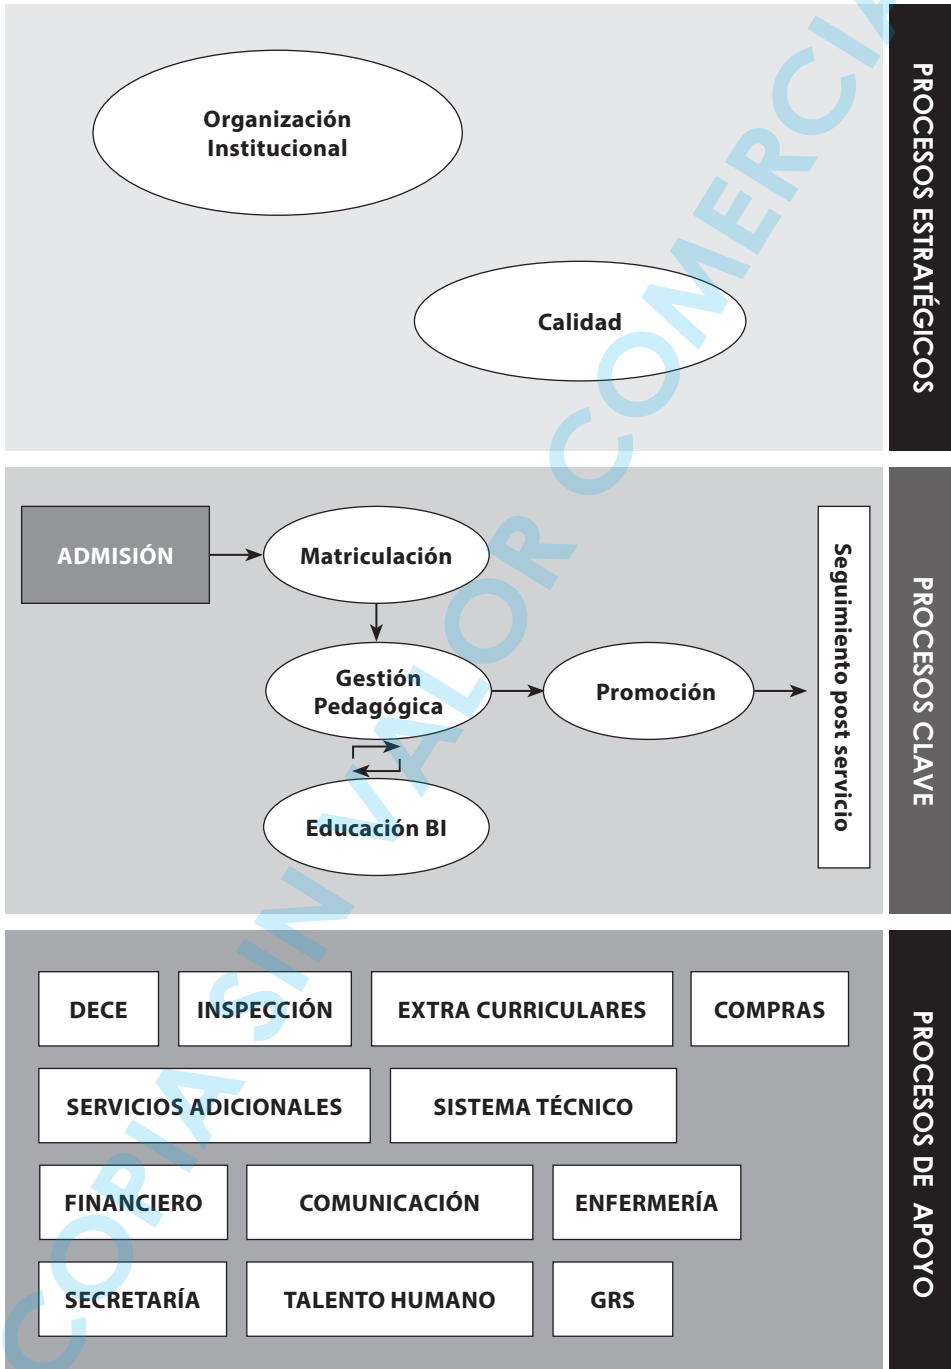 Organización
Institucional
Calidad
PROCESOS ESTRATÉGICOS
ADMISIÓN
Matriculación
Gestión
Pedagógica
Promoción
Educación BI
Seguimiento post servicio
PROCESOS CLAVE
DECE
INSPECCIÓN
EXTRA CURRICULARES
COMPRAS
SERVICIOS ADICIONALES
SISTEMA TÉCNICO
FINANCIERO
COMUNICACIÓN
ENFERMERÍA
SECRETARÍA
TALENTO HUMANO
GRS
PROCESOS DE APOYO
COPIA SIN VALOR COMERCIA